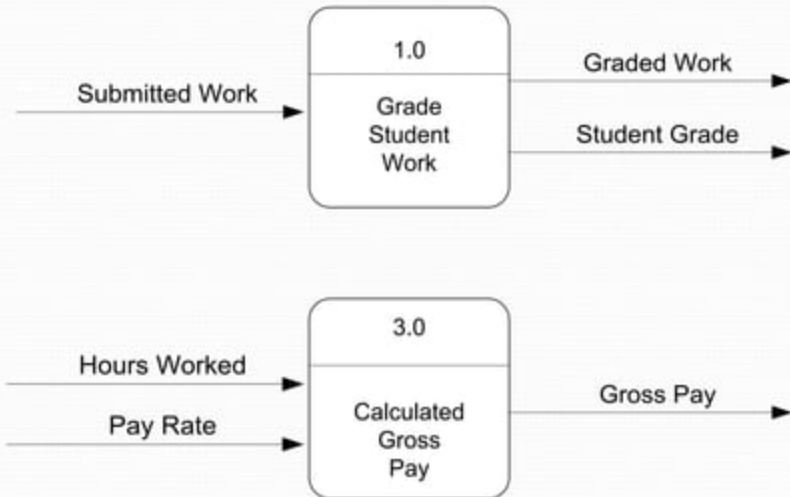 1.0
Submitted Work
Grade
Student
Work
Graded Work
Student Grade
3.0
Hours Worked
Pay Rate
Calculated
Gross
Pay
Gross Pay